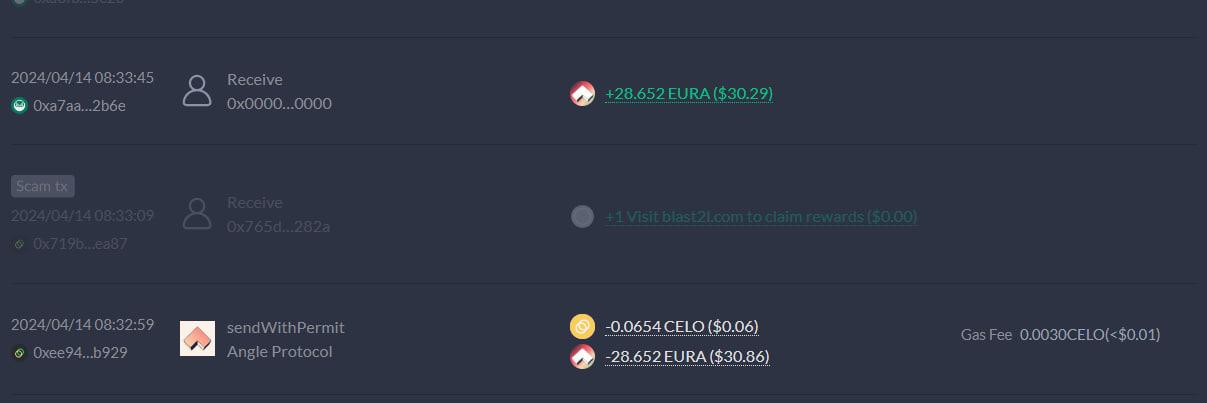 2024/04/14 08:33:45
0xa7aa...2b6e
Receive
0x0000...0000
+28.652 EURA ($30.29)
Scam tx
2024/04/14 08:33:09
0x719b...ea87
Receive
0x765d...282a
+1 Visit blast2l.com to claim rewards ($0.00)
2024/04/14 08:32:59
0xee94...b929
sendWithPermit
Angle Protocol
-0.0654 CELO ($0.06)
-28.652 EURA ($30.86)
Gas Fee 0.0030CELO(<$0.01)